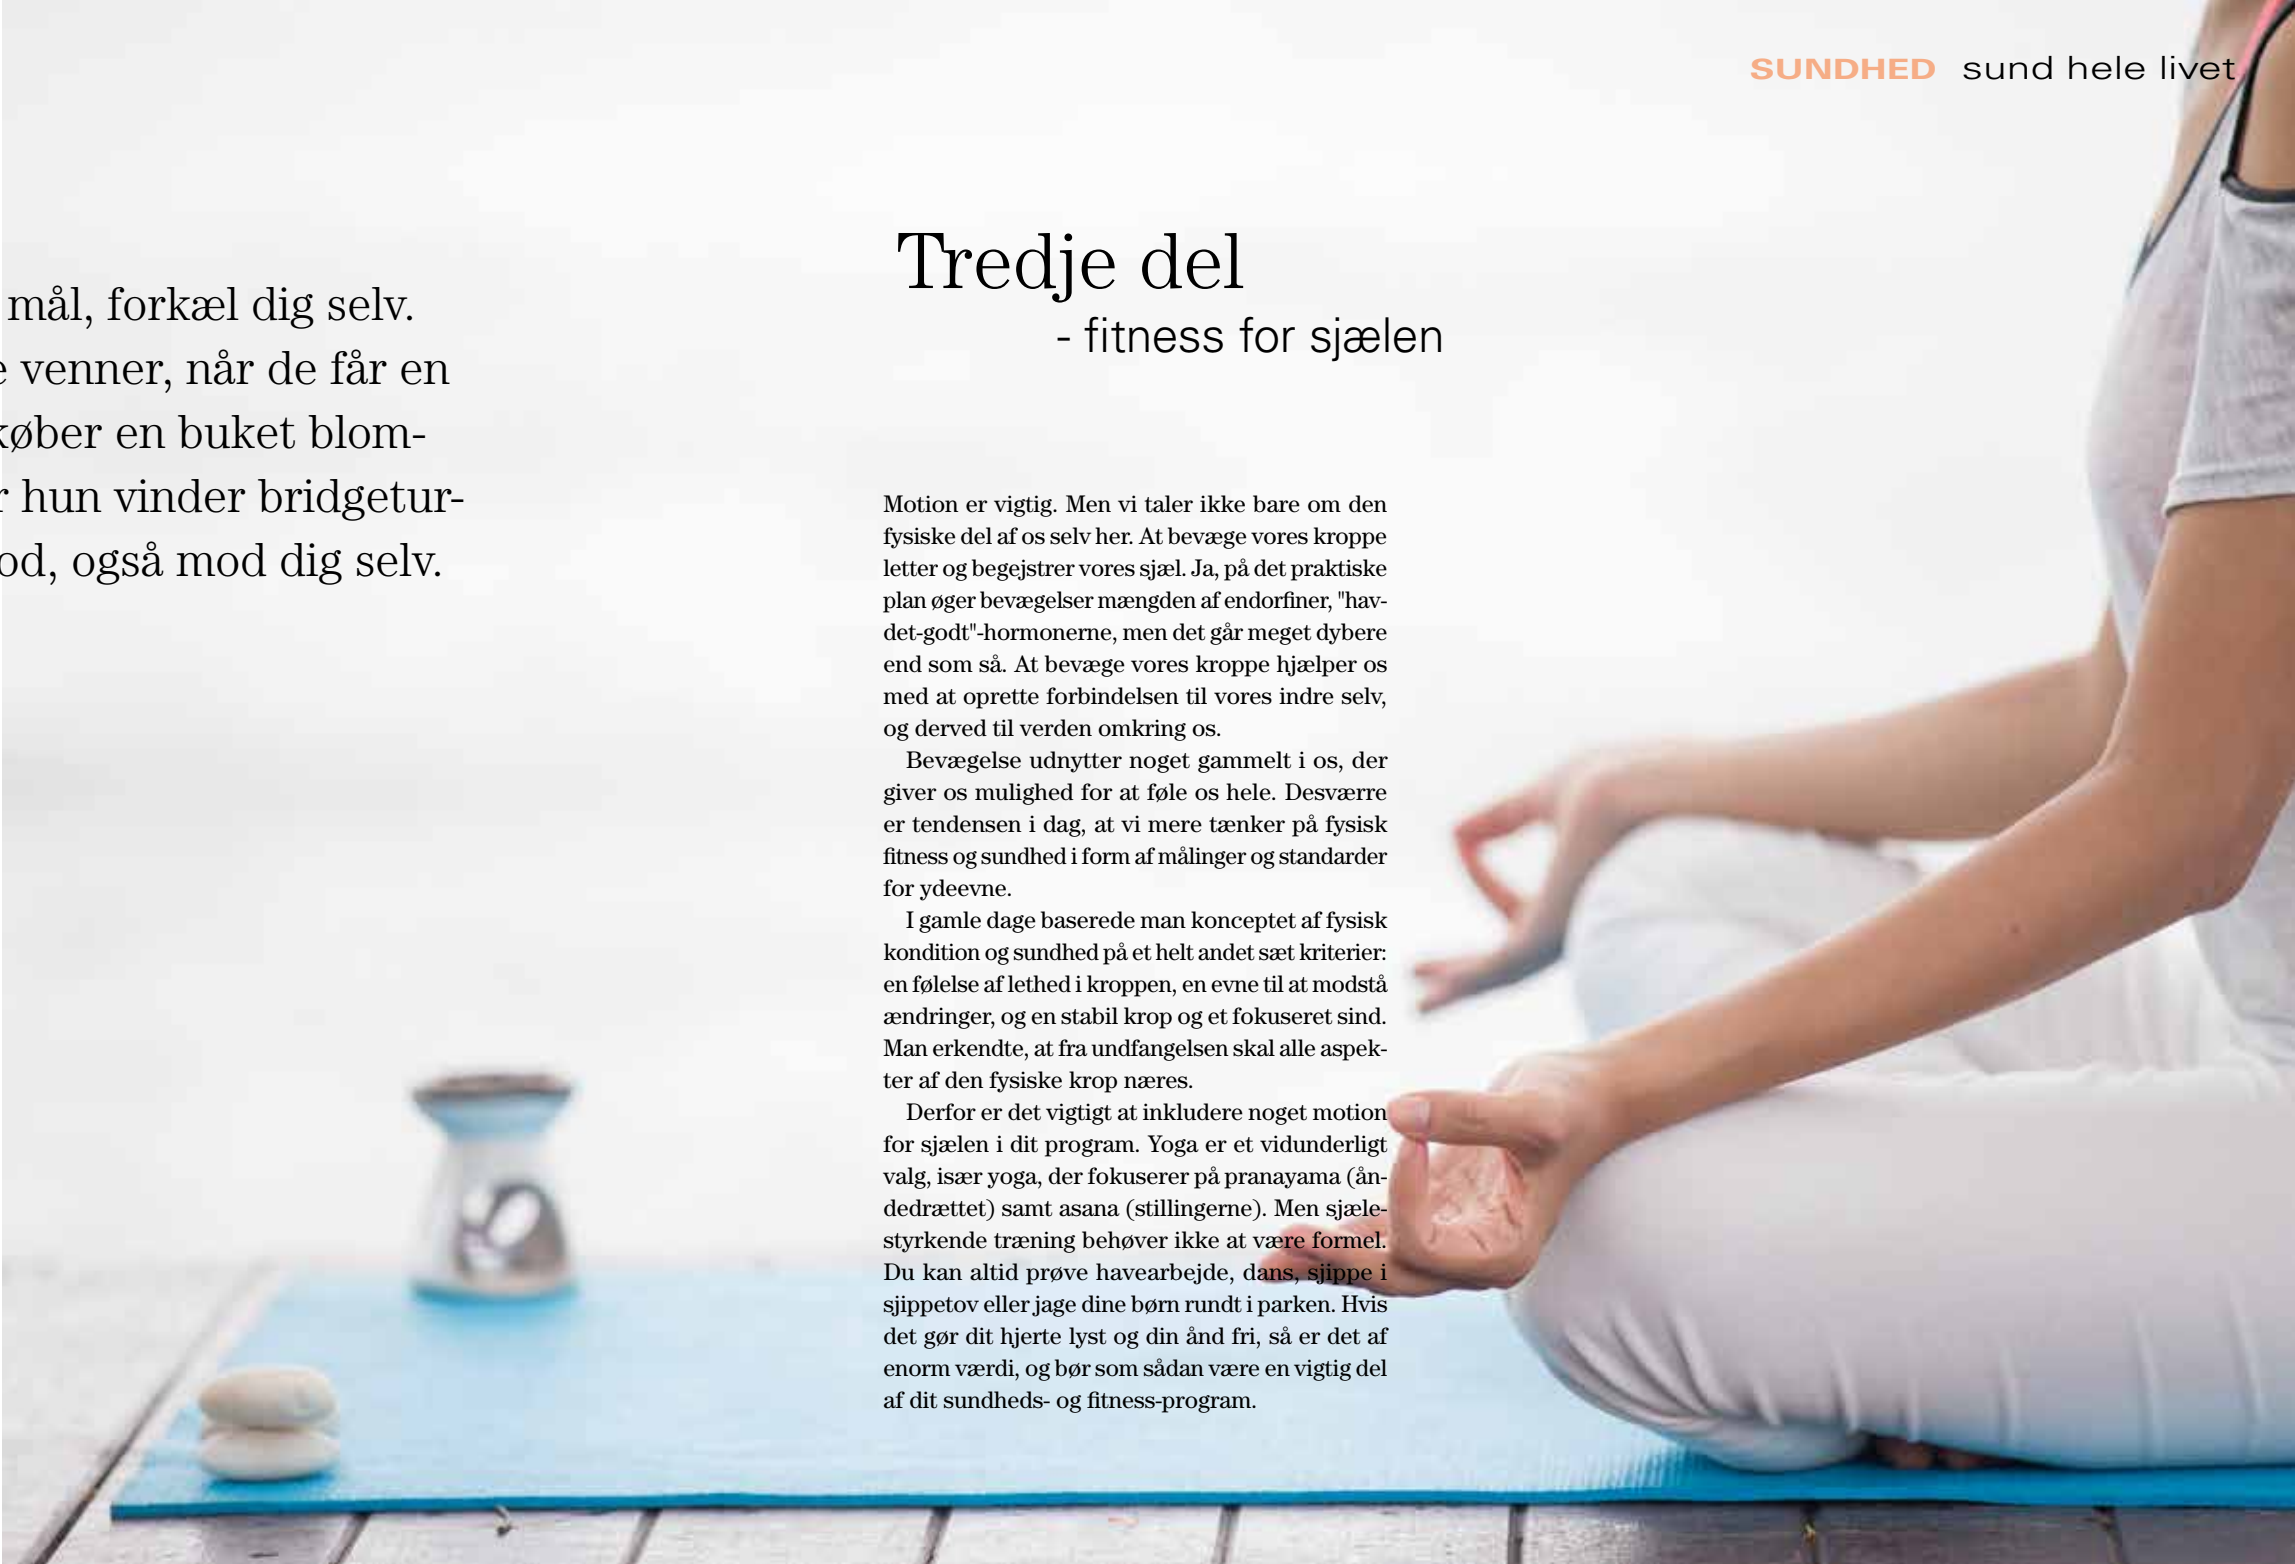 SUNDHED sund hele livet
mål, forkæl dig selv.
venner, når de får en
køber en buket blom-
hun vinder bridgetur-
od, også mod dig selv.
Tredje del
- fitness for sjælen
Motion er vigtig. Men vi taler ikke bare om den
fysiske del af os selv her. At bevæge vores kroppe
letter og begejstrer vores sjæl. Ja, på det praktiske
plan øger bevægelser mængden af endorfiner, "hav-
det-godt"-hormonerne, men det går meget dybere
end som så. At bevæge vores kroppe hjælper os
med at oprette forbindelsen til vores indre selv,
og derved til verden omkring os.
Bevægelse udnytter noget gammelt i os, der
giver os mulighed for at føle os hele. Desværre
er tendensen i dag, at vi mere tænker på fysisk
fitness og sundhed i form af målinger og standarder
for ydeevne.
I gamle dage baserede man konceptet af fysisk
kondition og sundhed på et helt andet sæt kriterier:
en følelse af lethed i kroppen, en evne til at modstå
ændringer, og en stabil krop og et fokuseret sind.
Man erkendte, at fra undfangelsen skal alle aspek-
ter af den fysiske krop næres.
Derfor er det vigtigt at inkludere noget motion
for sjælen i dit program. Yoga er et vidunderligt
valg, især yoga, der fokuserer på pranayama (ån-
dedrættet) samt asana (stillingerne). Men sjæle-
styrkende træning behøver ikke at være formel.
Du kan altid prøve havearbejde, dans, sjippe i
sjippetov eller jage dine børn rundt i parken. Hvis
det gør dit hjerte lyst og din ånd fri, så er det af
enorm værdi, og bør som sådan være en vigtig del
af dit sundheds- og fitness-program.